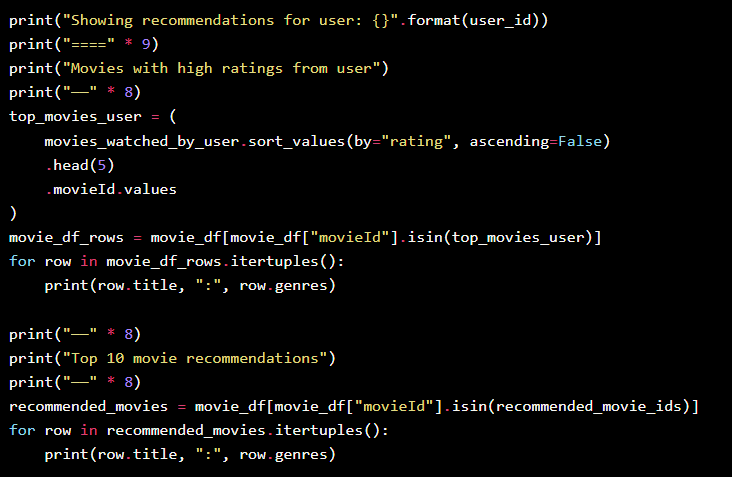 print("Showing recommendations for user: {}".format(user_id))
print("====" * 9)
print("Movies with high ratings from user")
print("——" * 8)
top_movies_user = (
    movies_watched_by_user.sort_values(by="rating", ascending=False)
    .head(5)
    .movieId.values
)
movie_df_rows = movie_df[movie_df["movieId"].isin(top_movies_user)]
for row in movie_df_rows.itertuples():
    print(row.title, ":", row.genres)

print("——" * 8)
print("Top 10 movie recommendations")
print("——" * 8)
recommended_movies = movie_df[movie_df["movieId"].isin(recommended_movie_ids)]
for row in recommended_movies.itertuples():
    print(row.title, ":", row.genres)